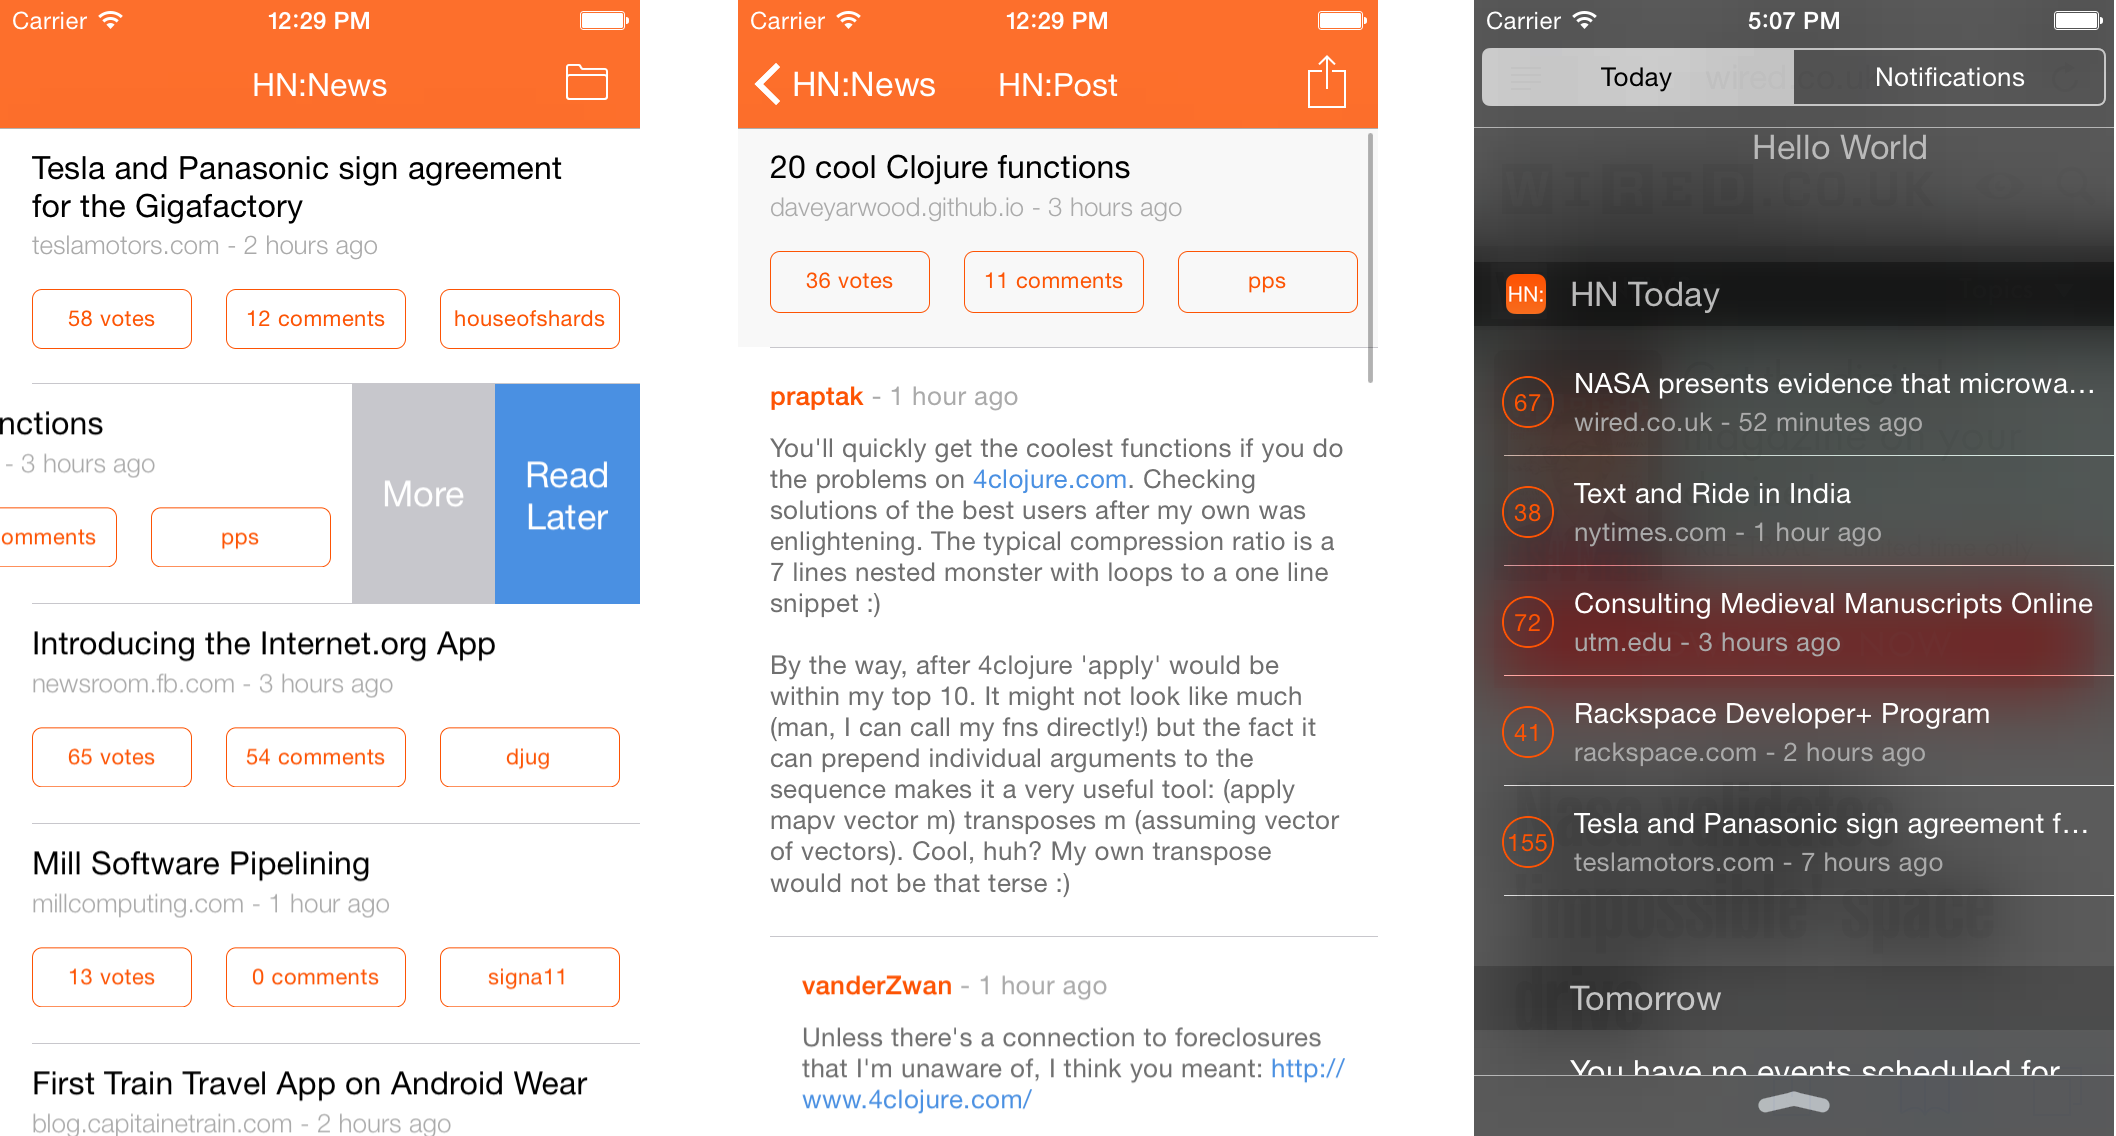 Carrier 12:29 PM
HN:News
Tesla and Panasonic sign agreement
for the Gigafactory
teslamotors.com - 2 hours ago
58 votes 12 comments houseofshards
nctions
- 3 hours ago
omments pps
More
Read
Later
Introducing the Internet.org App
newsroom.fb.com - 3 hours ago
65 votes 54 comments djug
Mill Software Pipelining
millcomputing.com - 1 hour ago
13 votes 0 comments signa11
First Train Travel App on Android Wear
blog.capitainetrain.com - 2 hours ago
Carrier 12:29 PM
HN:News HN:Post
20 cool Clojure functions
daveyarwood.github.io - 3 hours ago
36 votes 11 comments pps
praptak - 1 hour ago
You'll quickly get the coolest functions if you do
the problems on 4clojure.com. Checking
solutions of the best users after my own was
enlightening. The typical compression ratio is a
7 lines nested monster with loops to a one line
snippet :)
By the way, after 4clojure 'apply' would be
within my top 10. It might not look like much
(man, I can call my fns directly!) but the fact it
can prepend individual arguments to the
sequence makes it a very useful tool: (apply
mapv vector m) transposes m (assuming vector
of vectors). Cool, huh? My own transpose
would not be that terse :)
vanderZwan - 1 hour ago
Unless there's a connection to foreclosures
that I'm unaware of, I think you meant: http://
www.4clojure.com/
Carrier 5:07 PM
Today Notifications
Hello World
WIRED.CO.UK
HN: HN Today
67 NASA presents evidence that microwa...
wired.co.uk - 52 minutes ago
38 Text and Ride in India
nytimes.com - 1 hour ago
72 Consulting Medieval Manuscripts Online
utm.edu - 3 hours ago
41 Rackspace Developer+ Program
rackspace.com - 2 hours ago
155 Tesla and Panasonic sign agreement f...
teslamotors.com - 7 hours ago
Nasa validates
'impossible' space
drive
Tomorrow
You have no events scheduled for